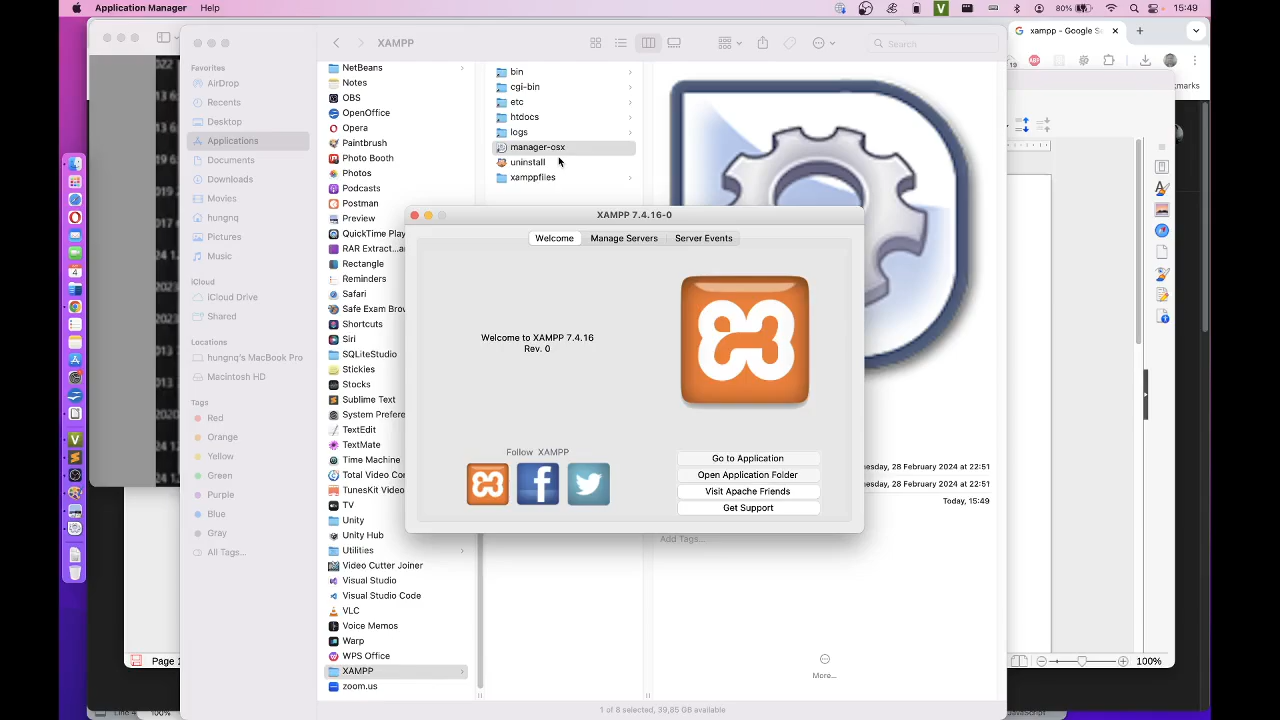 Application Manager Help
80%
15:49
XAMPP
Search
xampp - Google Se
Favorites
AirDrop
Recents
Desktop
Applications
Documents
Downloads
Movies
hungnq
Pictures
Music
iCloud
iCloud Drive
Shared
Locations
hungnq's MacBook Pro
Macintosh HD
Tags
Red
Orange
Yellow
Green
Purple
Blue
Gray
All Tags...
NetBeans
Notes
OBS
OpenOffice
Opera
Paintbrush
Photo Booth
Photos
Podcasts
Postman
Preview
QuickTime Play
RAR Extract...a
Rectangle
Reminders
Safari
Safe Exam Brow
Shortcuts
Siri
SQLiteStudio
Stickies
Stocks
Sublime Text
System Prefere
TextEdit
TextMate
Time Machine
Total Video Con
TunesKit Video
TV
Unity
Unity Hub
Utilities
Video Cutter Joiner
Visual Studio
Visual Studio Code
VLC
Voice Memos
Warp
WPS Office
XAMPP
zoom.us
bin
cgi-bin
etc
htdocs
logs
manager-osx
uninstall
xamppfiles
XAMPP 7.4.16-0
Welcome
Manage Servers
Server Events
Welcome to XAMPP 7.4.16
Rev. 0
Follow XAMPP
Go to Application
Open Application Folder
Visit Apache Friends
Get Support
esday, 28 February 2024 at 22:51
esday, 28 February 2024 at 22:51
Today, 15:49
Add Tags...
More...
1 of 8 selected, 39,85 GB available
Page 1
100%